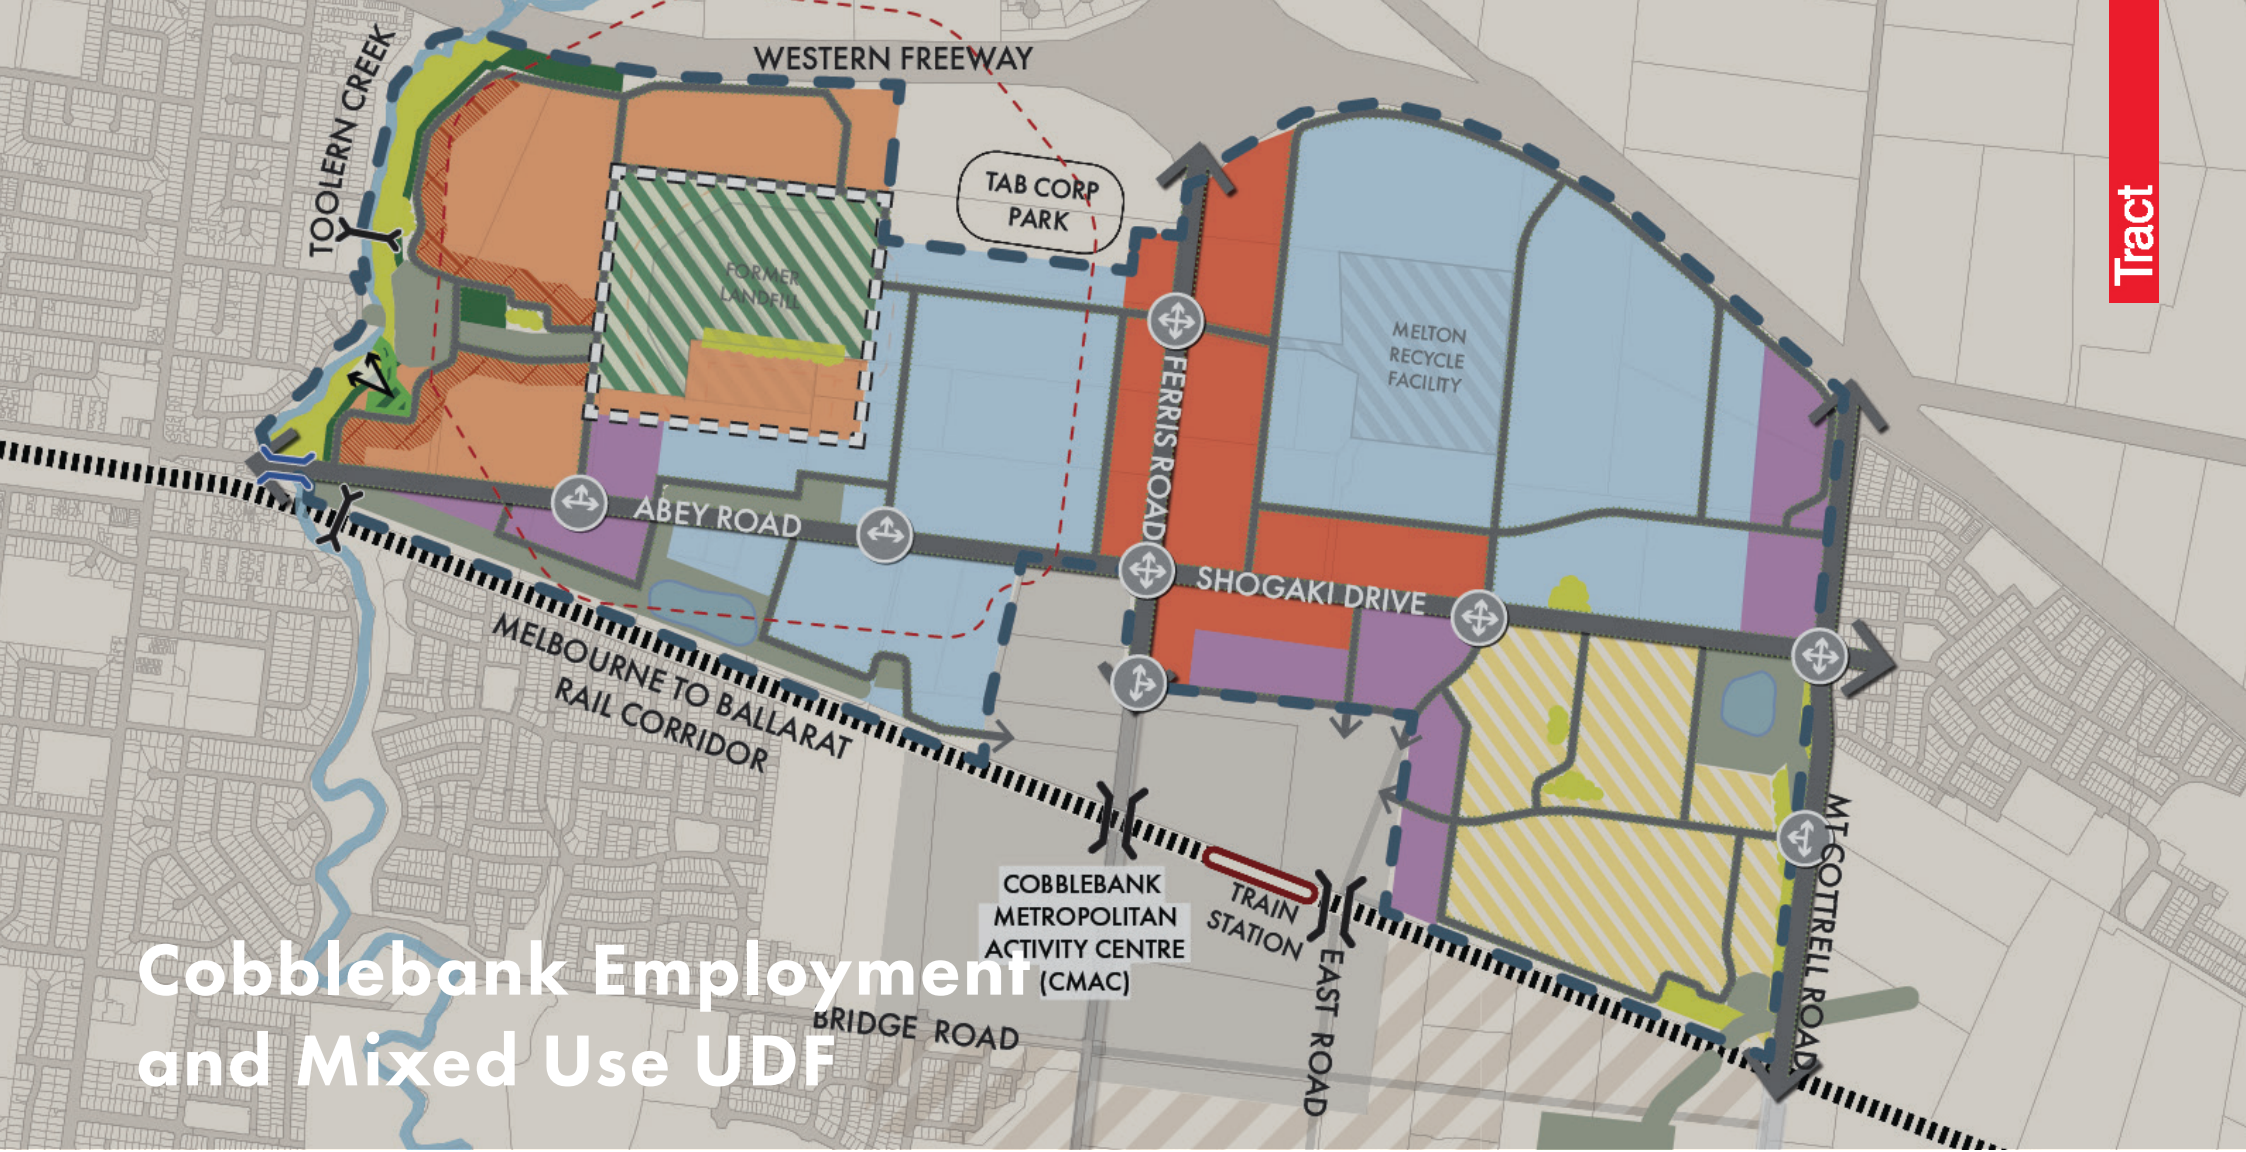 WESTERN FREEWAY
TOOLERN CREEK
TAB CORP
PARK
Tract
FORMER
LANDFILL
MELTON
RECYCLE
FACILITY
FERRIS ROAD
ABEY ROAD
SHOGAKI DRIVE
MELBOURNE TO BALLARAT
RAIL CORRIDOR
MT COTTRELL ROAD
COBBLEBANK
METROPOLITAN
ACTIVITY CENTRE
(CMAC)
TRAIN
STATION
EAST ROAD
BRIDGE ROAD
Cobblebank Employment
and Mixed Use UDF